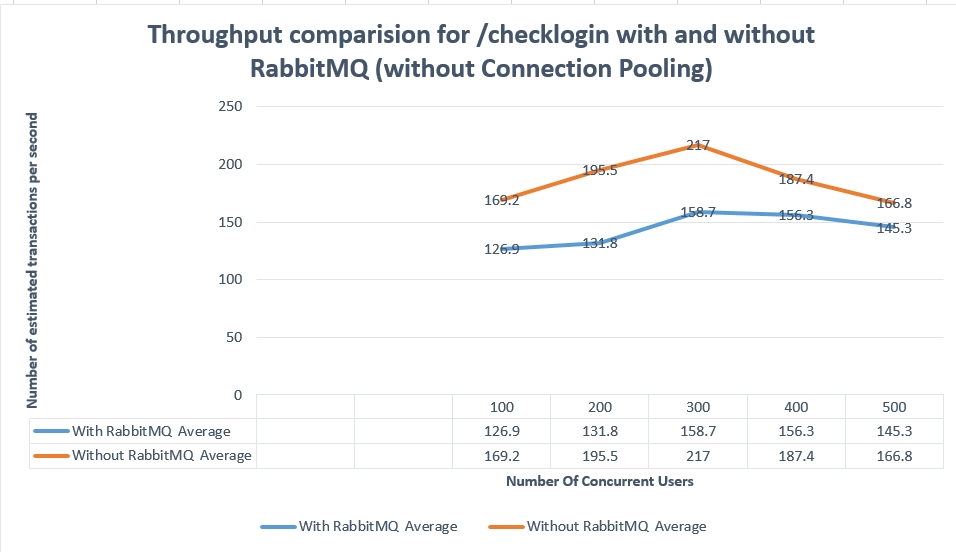 Throughput comparision for /checklogin with and without
RabbitMQ (without Connection Pooling)
Number of estimated transactions per second
250
200
150
100
50
0
169.2
195.5
217
187.4
166.8
126.9
131.8
158.7
156.3
145.3
100 200 300 400 500
With RabbitMQ Average 126.9 131.8 158.7 156.3 145.3
Without RabbitMQ Average 169.2 195.5 217 187.4 166.8
Number Of Concurrent Users
With RabbitMQ Average Without RabbitMQ Average